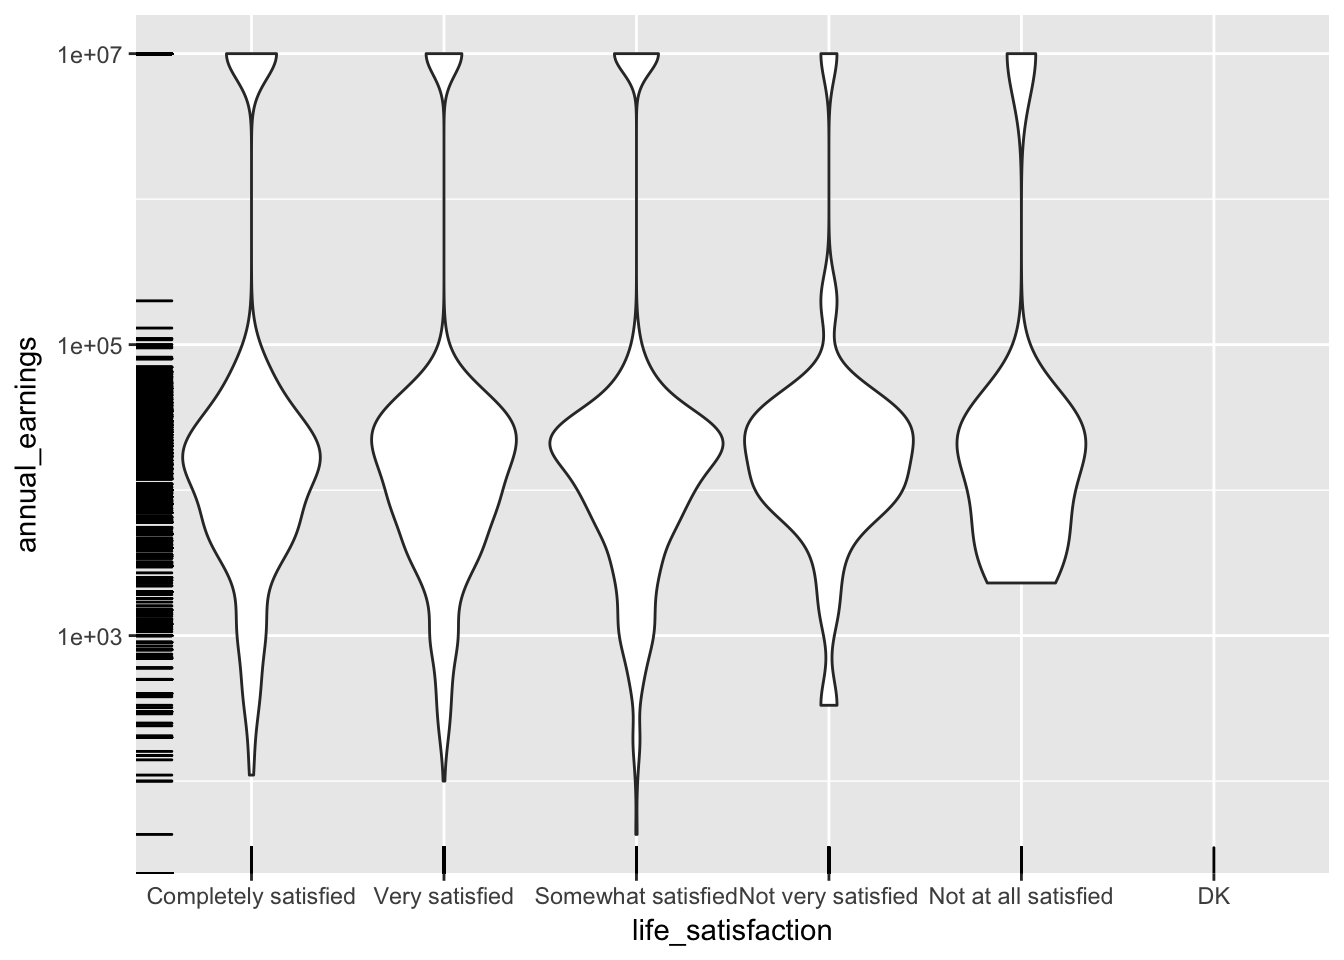 1e+07
1e+05
1e+03
annual_earnings
Completely satisfied Very satisfied Somewhat satisfied Not very satisfied Not at all satisfied DK
life_satisfaction